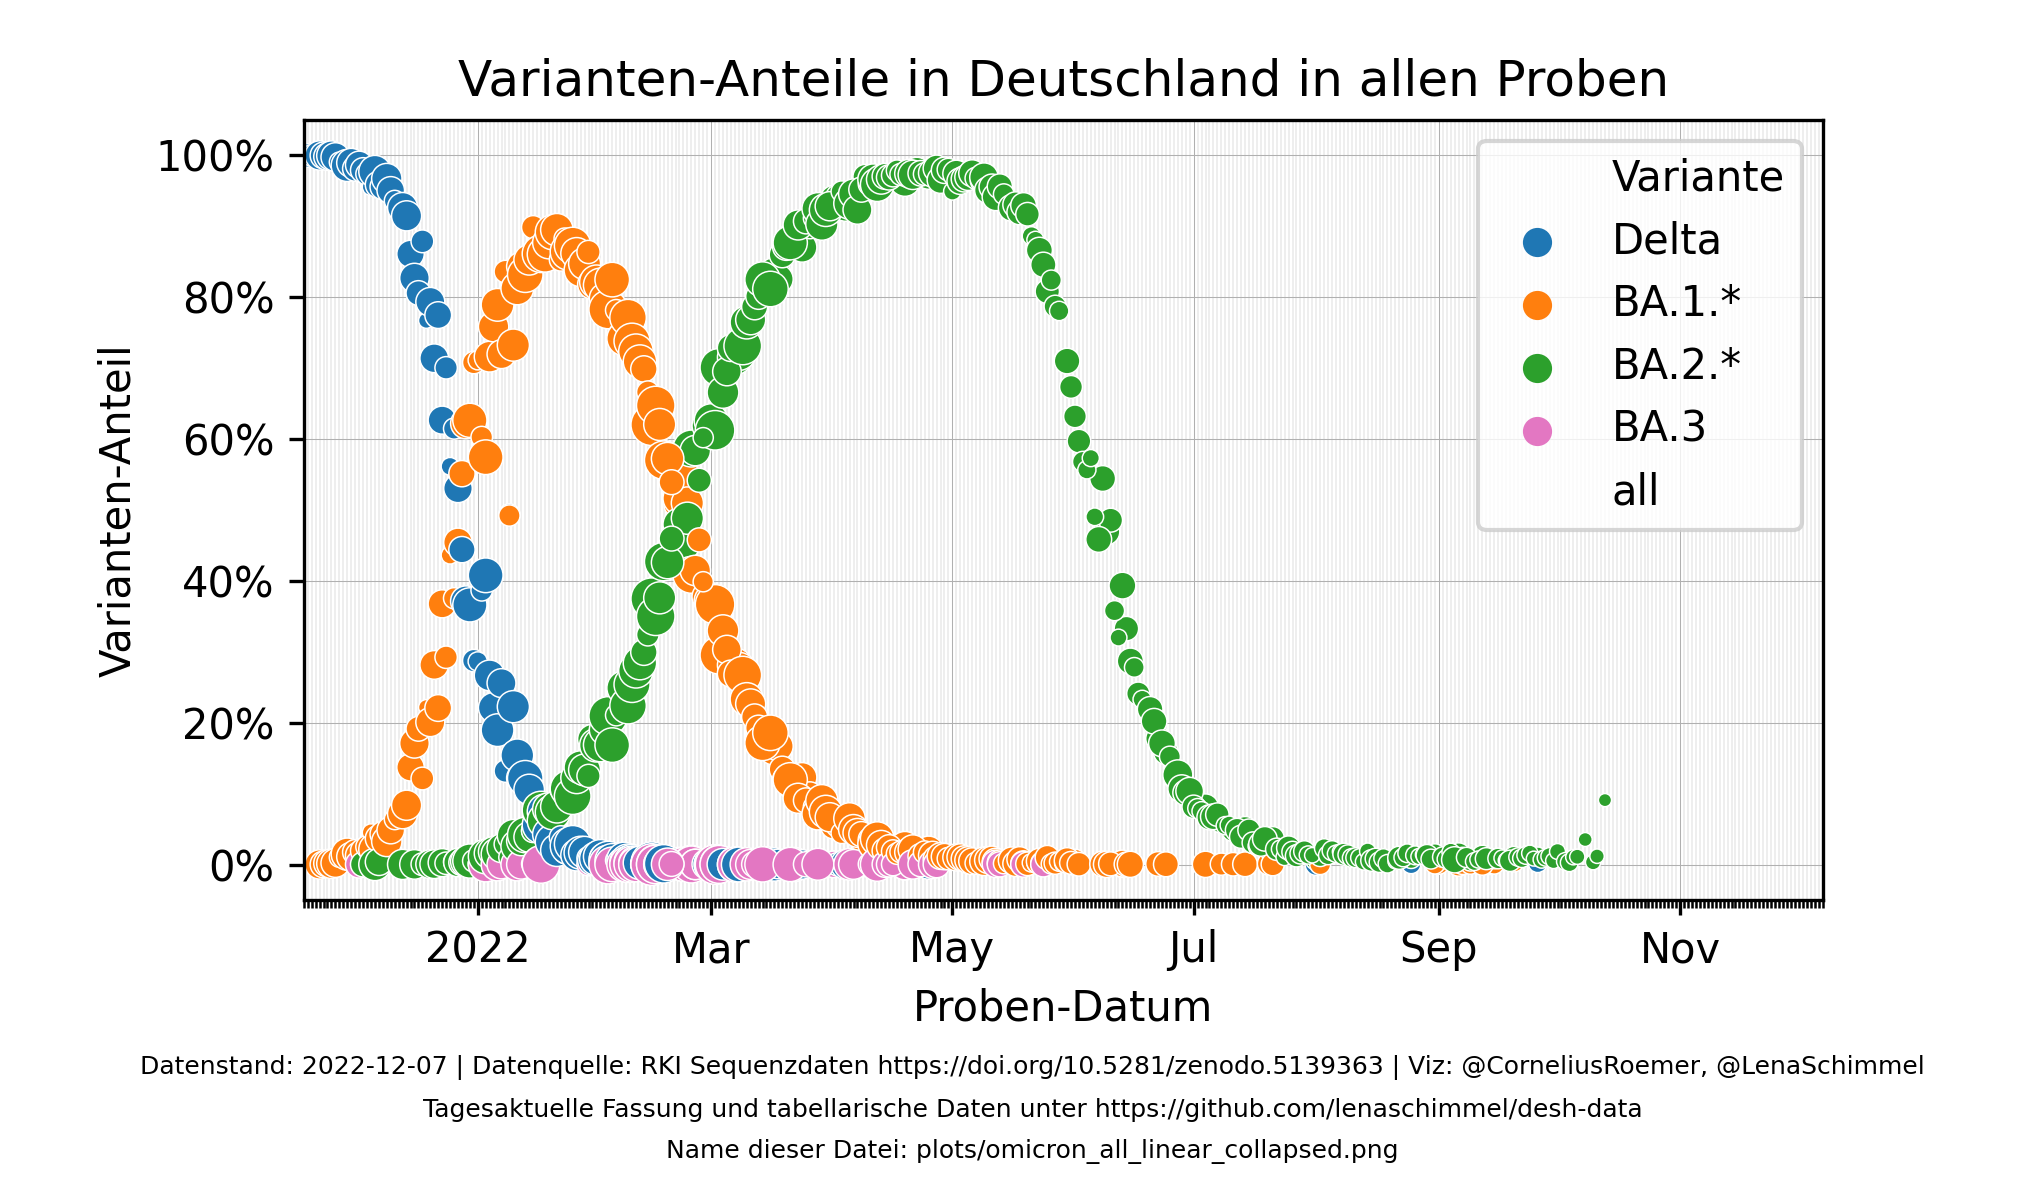 Varianten-Anteile in Deutschland in allen Proben
100%
80%
60%
40%
20%
0%
Varianten-Anteil
Variante
Delta
BA.1.*
BA.2.*
BA.3
all
2022 Mar May Jul Sep Nov
Proben-Datum
Datenstand: 2022-12-07 | Datenquelle: RKI Sequenzdaten https://doi.org/10.5281/zenodo.5139363 | Viz: @CorneliusRoemer, @LenaSchimmel
Tagesaktuelle Fassung und tabellarische Daten unter https://github.com/lenaschimmel/desh-data
Name dieser Datei: plots/omicron_all_linear_collapsed.png